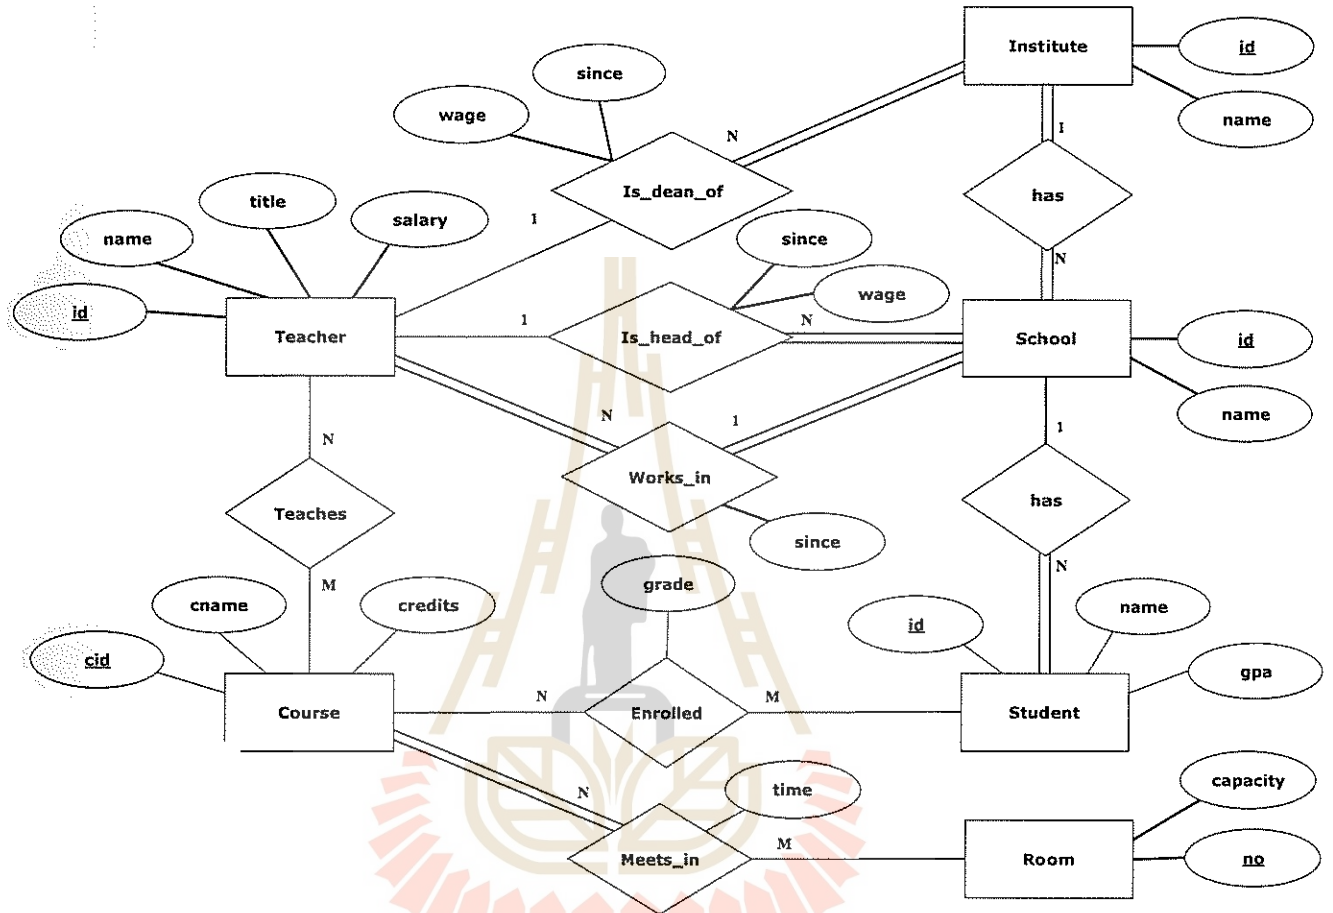 Institute
id
name
since
wage
N
Is_dean_of
1
1
has
N
title
name
salary
id
Teacher
since
wage
1
Is_head_of
N
School
id
name
N
1
Works_in
since
1
has
N
N
Teaches
M
cname
credits
cid
Course
grade
N
Enrolled
M
id
name
gpa
Student
N
time
Meets_in
M
capacity
Room
no